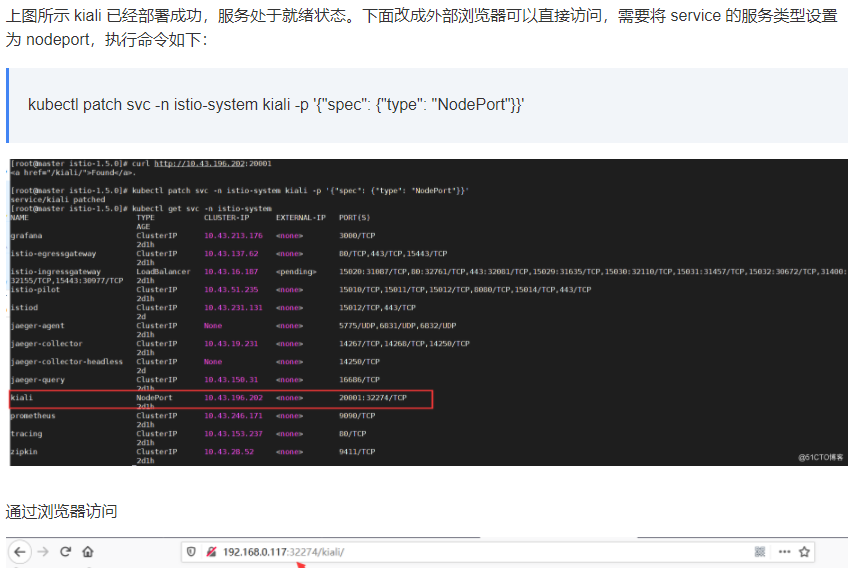 上图所示 kiali 已经部署成功，服务处于就绪状态。下面改成外部浏览器可以直接访问，需要将 service 的服务类型设置
为 nodeport，执行命令如下：
kubectl patch svc -n istio-system kiali -p '{"spec": {"type": "NodePort"}}'
[root@master istio-1.5.0]# curl http://10.43.196.202:20001
<a href="/kiali/">Found</a>.
[root@master istio-1.5.0]# kubectl patch svc -n istio-system kiali -p '{"spec": {"type": "NodePort"}}'
service/kiali patched
[root@master istio-1.5.0]# kubectl get svc -n istio-system
NAME TYPE CLUSTER-IP EXTERNAL-IP PORT(S)
AGE
grafana ClusterIP 10.43.213.176 <none> 3000/TCP
2d1h
istio-egressgateway ClusterIP 10.43.137.62 <none> 80/TCP,443/TCP,15443/TCP
2d1h
istio-ingressgateway LoadBalancer 10.43.16.187 <pending> 15020:31087/TCP,80:32761/TCP,443:32081/TCP,15029:31635/TCP,15030:32110/TCP,15031:31457/TCP,15032:30672/TCP,31400:
32155/TCP,15443:30977/TCP 2d1h
istio-pilot ClusterIP 10.43.51.235 <none> 15010/TCP,15011/TCP,15012/TCP,8080/TCP,15014/TCP,443/TCP
2d1h
istiod ClusterIP 10.43.231.131 <none> 15012/TCP,443/TCP
2d
jaeger-agent ClusterIP None <none> 5775/UDP,6831/UDP,6832/UDP
2d1h
jaeger-collector ClusterIP 10.43.19.231 <none> 14267/TCP,14268/TCP,14250/TCP
2d1h
jaeger-collector-headless ClusterIP None <none> 14250/TCP
2d
jaeger-query ClusterIP 10.43.150.31 <none> 16686/TCP
2d1h
kiali NodePort 10.43.196.202 <none> 20001:32274/TCP
2d1h
prometheus ClusterIP 10.43.246.171 <none> 9090/TCP
2d1h
tracing ClusterIP 10.43.153.237 <none> 80/TCP
2d1h
zipkin ClusterIP 10.43.28.52 <none> 9411/TCP
2d1h
@51CTO博客
通过浏览器访问
192.168.0.117:32274/kiali/